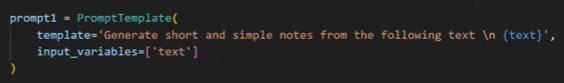 prompt1 = PromptTemplate(
    template='Generate short and simple notes from the following text \n {text}',
    input_variables=['text']
)